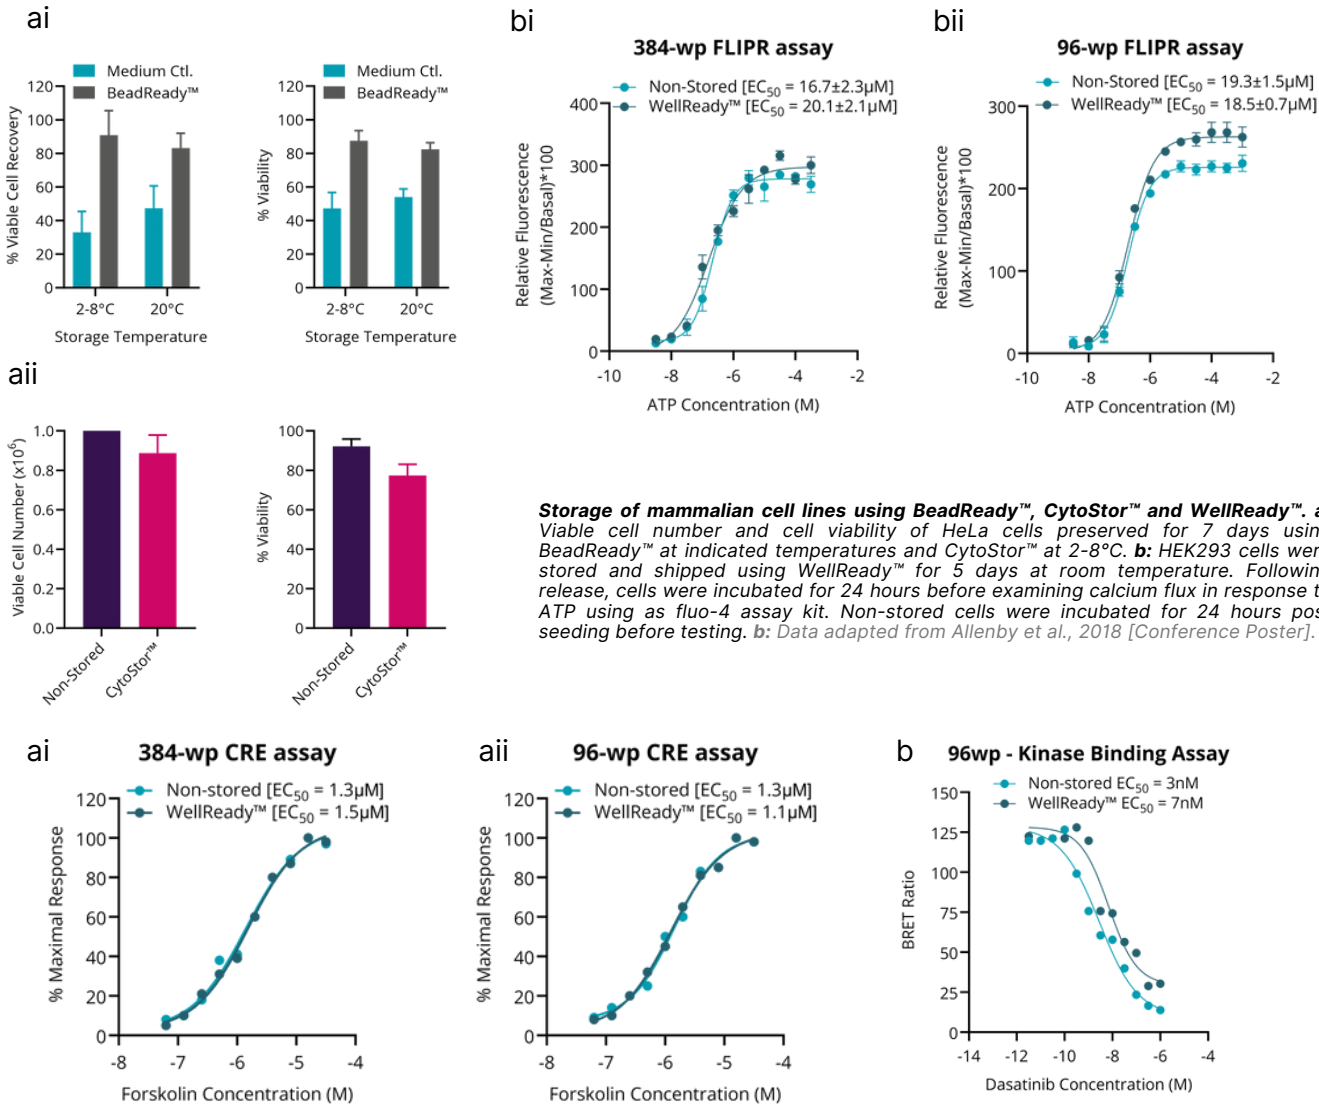 ai
Medium Ctl.
BeadReady™
% Viable Cell Recovery
120
100
80
60
40
20
0
2-8°C
20°C
Storage Temperature
Medium Ctl.
BeadReady™
% Viability
120
100
80
60
40
20
0
2-8°C
20°C
Storage Temperature
bi
384-wp FLIPR assay
Non-Stored [EC50 = 16.7±2.3µM]
WellReady™ [EC50 = 20.1±2.1µM]
Relative Fluorescence
(Max-Min/Basal)*100
400
300
200
100
0
-10
-8
-6
-4
-2
ATP Concentration (M)
bii
96-wp FLIPR assay
Non-Stored [EC50 = 19.3±1.5µM]
WellReady™ [EC50 = 18.5±0.7µM]
Relative Fluorescence
(Max-Min/Basal)*100
300
200
100
0
-10
-8
-6
-4
-2
ATP Concentration (M)
aii
Viable Cell Number (x10⁶)
1.0
0.8
0.6
0.4
0.2
0.0
Non-Stored
CytoStor™
% Viability
100
80
60
40
20
0
Non-Stored
CytoStor™
Storage of mammalian cell lines using BeadReady™, CytoStor™ and WellReady™. a
Viable cell number and cell viability of HeLa cells preserved for 7 days usin
BeadReady™ at indicated temperatures and CytoStor™ at 2-8°C. b: HEK293 cells wer
stored and shipped using WellReady™ for 5 days at room temperature. Followin
release, cells were incubated for 24 hours before examining calcium flux in response t
ATP using as fluo-4 assay kit. Non-stored cells were incubated for 24 hours pos
seeding before testing. b: Data adapted from Allenby et al., 2018 [Conference Poster].
ai
384-wp CRE assay
Non-stored [EC50 = 1.3µM]
WellReady™ [EC50 = 1.5µM]
% Maximal Response
120
100
80
60
40
20
0
-8
-7
-6
-5
-4
Forskolin Concentration (M)
aii
96-wp CRE assay
Non-stored [EC50 = 1.3µM]
WellReady™ [EC50 = 1.1µM]
% Maximal Response
120
100
80
60
40
20
0
-8
-7
-6
-5
-4
Forskolin Concentration (M)
b
96wp - Kinase Binding Assay
Non-stored EC50 = 3nM
WellReady™ EC50 = 7nM
BRET Ratio
150
125
100
75
50
25
0
-14
-12
-10
-8
-6
-4
Dasatinib Concentration (M)